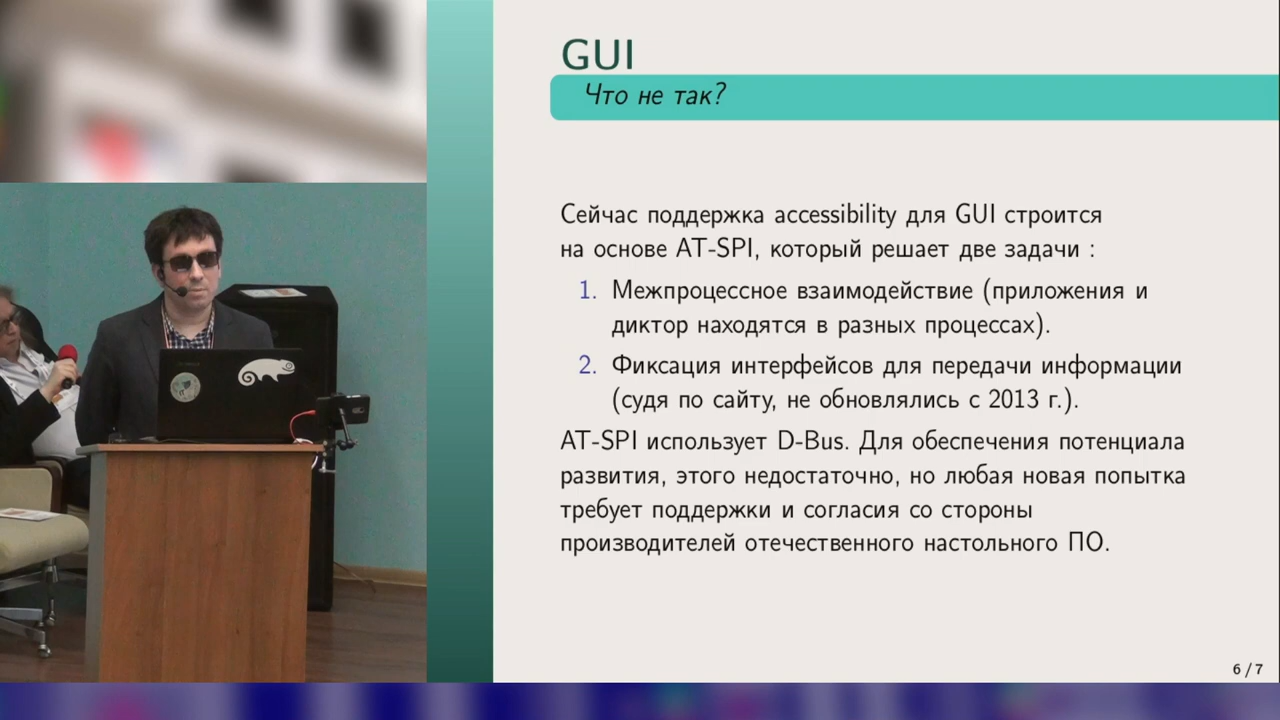 GUI
Что не так?
Сейчас поддержка accessibility для GUI строится
на основе AT-SPI, который решает две задачи :
1. Межпроцессное взаимодействие (приложения и
диктор находятся в разных процессах).
2. Фиксация интерфейсов для передачи информации
(судя по сайту, не обновлялись с 2013 г.).
AT-SPI использует D-Bus. Для обеспечения потенциала
развития, этого недостаточно, но любая новая попытка
требует поддержки и согласия со стороны
производителей отечественного настольного ПО.
6 / 7